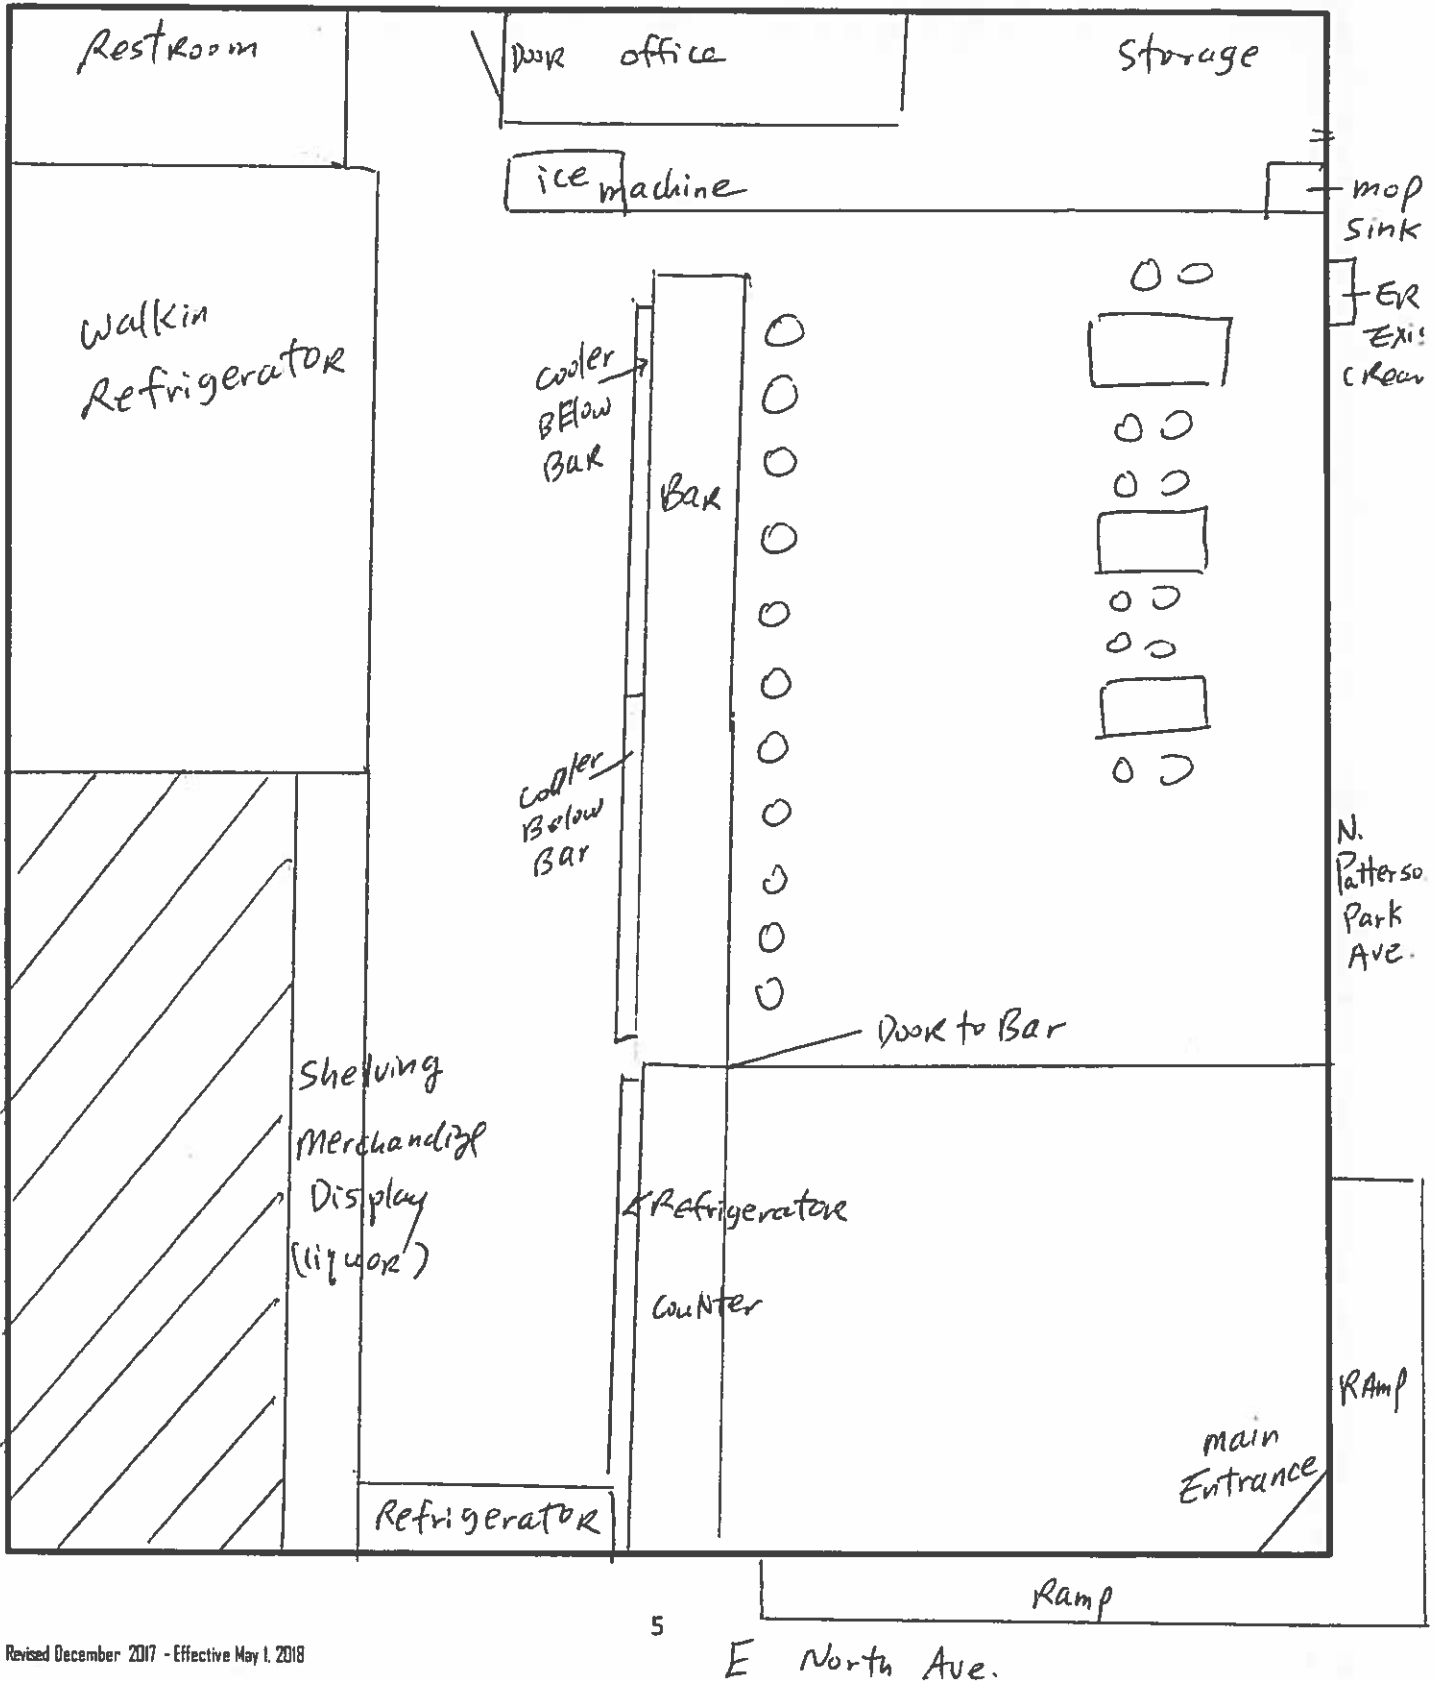 RestRoom
DooR office
Storage
ice machine
mop
Sink
ER
Exi
(Rear
Walkin
Refrigerator
Cooler
BElow
BaR
BaR
Cooler
Below
Bar
N.
Patterso
Park
Ave.
DooR to Bar
Shelving
Merchandize
Display
(liquoR)
Refrigerator
CouNter
RAmp
main
Entrance
RefrigeratoR
Ramp
5
Revised December 2017 - Effective May 1, 2018
E North Ave.